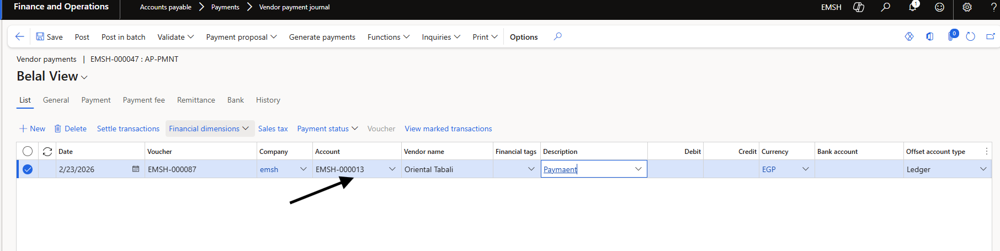 Finance and Operations Accounts payable Payments Vendor payment journal EMSH 1 ?
Save Post Post in batch Validate Payment proposal Generate payments Functions Inquiries Print Options 0
Vendor payments | EMSH-000047 : AP-PMNT
Belal View
List General Payment Payment fee Remittance Bank History
New Delete Settle transactions Financial dimensions Sales tax Payment status Voucher View marked transactions
Date Voucher Company Account Vendor name Financial tags Description Debit Credit Currency Bank account Offset account type
2/23/2026 EMSH-000087 emsh EMSH-000013 Oriental Tabali Paymaent EGP Ledger